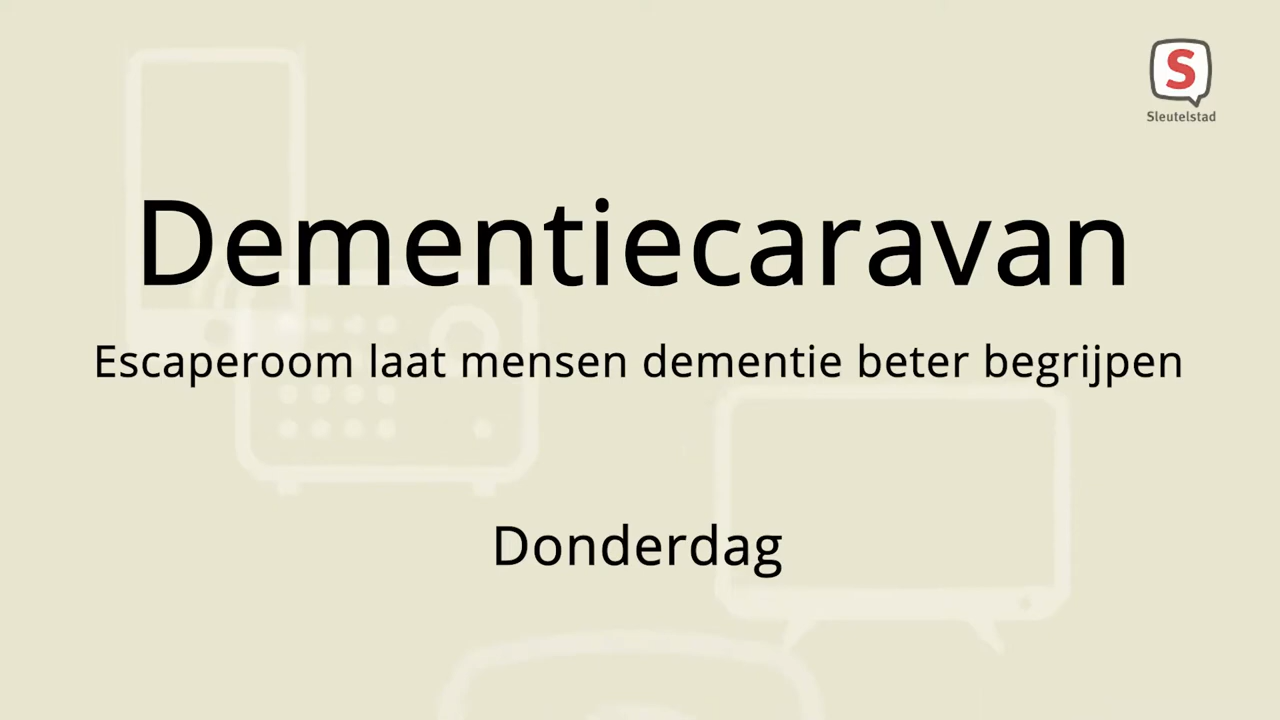 S
Sleutelstad
Dementiecaravan
Escaperoom laat mensen dementie beter begrijpen
Donderdag